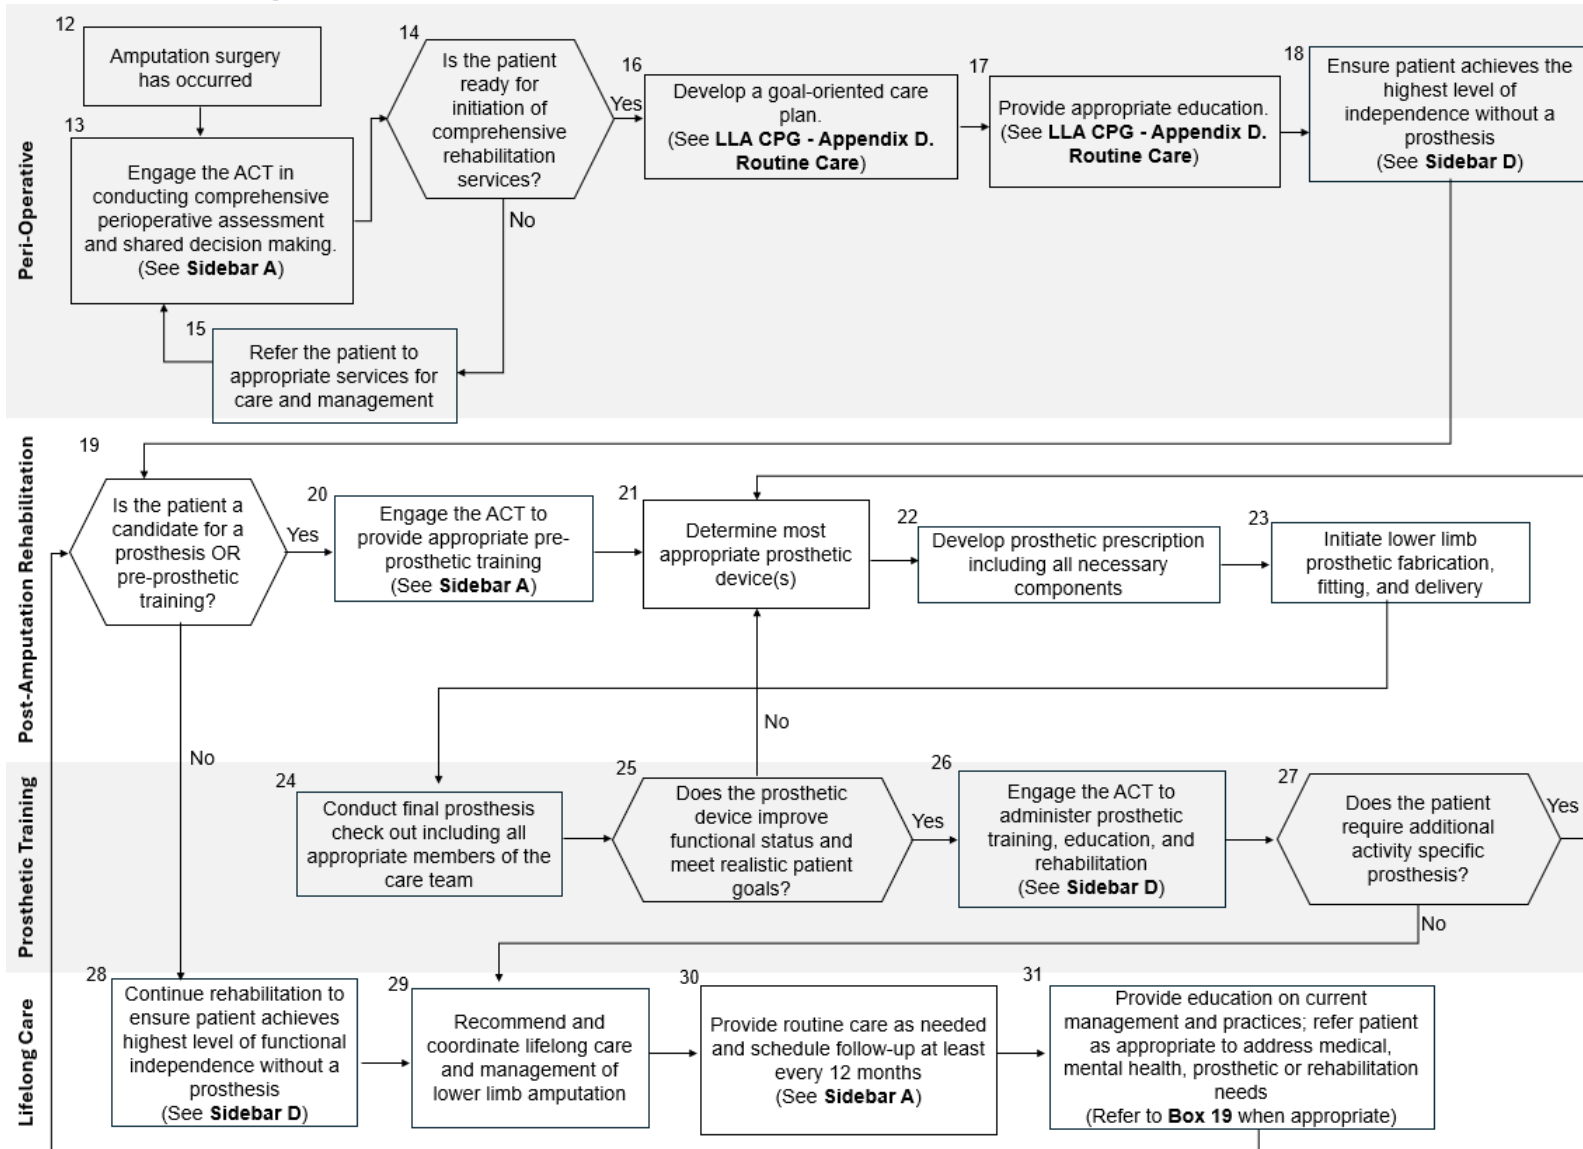 Peri-Operative
12
Amputation surgery
has occurred
13
Engage the ACT in
conducting comprehensive
perioperative assessment
and shared decision making.
(See Sidebar A)
14
Is the patient
ready for
initiation of
comprehensive
rehabilitation
services?
Yes
No
15
Refer the patient to
appropriate services for
care and management
16
Develop a goal-oriented care
plan.
(See LLA CPG - Appendix D.
Routine Care)
17
Provide appropriate education.
(See LLA CPG - Appendix D.
Routine Care)
18
Ensure patient achieves the
highest level of
independence without a
prosthesis
(See Sidebar D)
Post-Amputation Rehabilitation
19
Is the patient a
candidate for a
prosthesis OR
pre-prosthetic
training?
Yes
No
20
Engage the ACT to
provide appropriate pre-
prosthetic training
(See Sidebar A)
21
Determine most
appropriate prosthetic
device(s)
22
Develop prosthetic prescription
including all necessary
components
23
Initiate lower limb
prosthetic fabrication,
fitting, and delivery
Prosthetic Training
24
Conduct final prosthesis
check out including all
appropriate members of the
care team
25
Does the prosthetic
device improve
functional status and
meet realistic patient
goals?
No
Yes
26
Engage the ACT to
administer prosthetic
training, education, and
rehabilitation
(See Sidebar D)
27
Does the patient
require additional
activity specific
prosthesis?
Yes
No
Lifelong Care
28
Continue rehabilitation to
ensure patient achieves
highest level of functional
independence without a
prosthesis
(See Sidebar D)
29
Recommend and
coordinate lifelong care
and management of
lower limb amputation
30
Provide routine care as needed
and schedule follow-up at least
every 12 months
(See Sidebar A)
31
Provide education on current
management and practices; refer patient
as appropriate to address medical,
mental health, prosthetic or rehabilitation
needs
(Refer to Box 19 when appropriate)